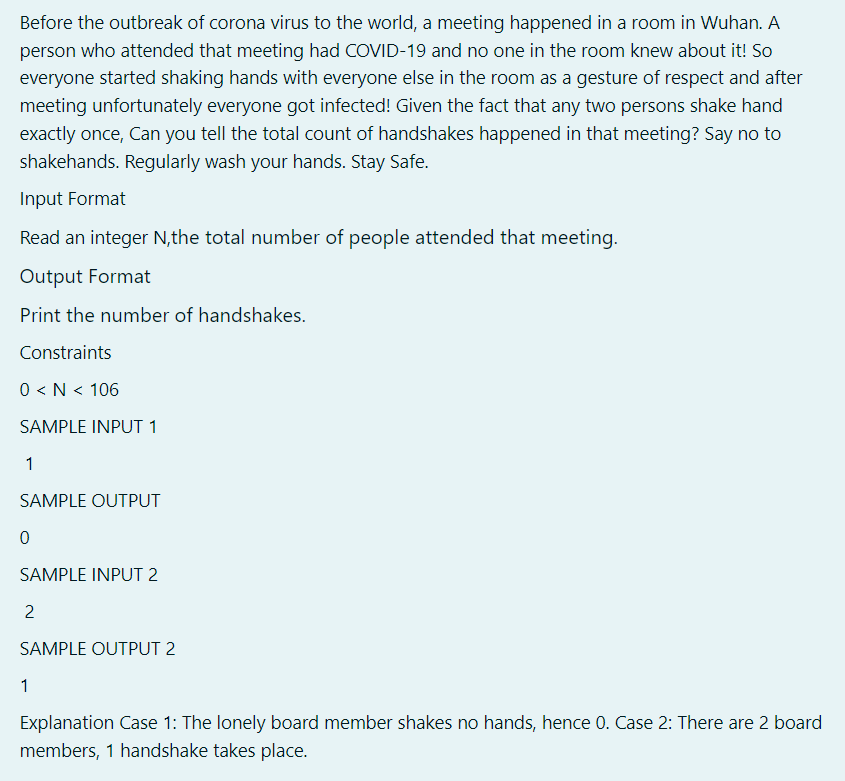 Before the outbreak of corona virus to the world, a meeting happened in a room in Wuhan. A
person who attended that meeting had COVID-19 and no one in the room knew about it! So
everyone started shaking hands with everyone else in the room as a gesture of respect and after
meeting unfortunately everyone got infected! Given the fact that any two persons shake hand
exactly once, Can you tell the total count of handshakes happened in that meeting? Say no to
shakehands. Regularly wash your hands. Stay Safe.
Input Format
Read an integer N,the total number of people attended that meeting.
Output Format
Print the number of handshakes.
Constraints
0 < N < 106
SAMPLE INPUT 1
1
SAMPLE OUTPUT
0
SAMPLE INPUT 2
2
SAMPLE OUTPUT 2
1
Explanation Case 1: The lonely board member shakes no hands, hence 0. Case 2: There are 2 board
members, 1 handshake takes place.